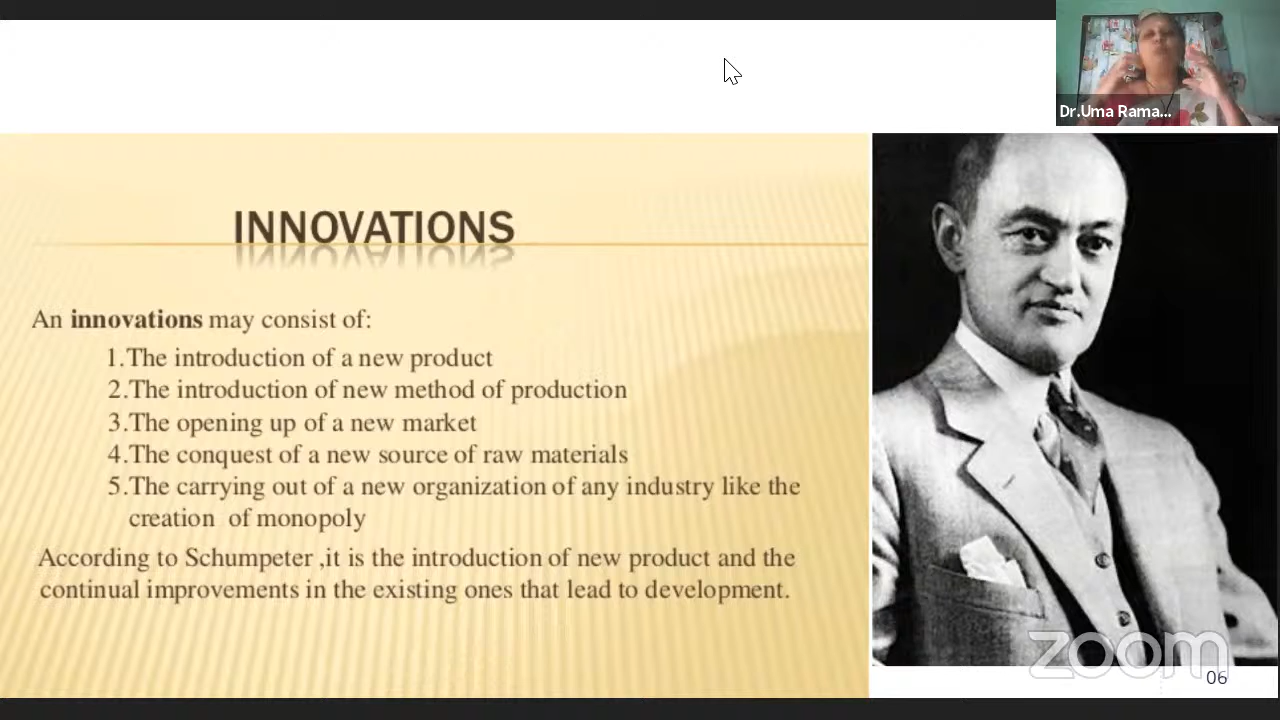 Dr.Uma Rama...
INNOVATIONS
An innovations may consist of:
1.The introduction of a new product
2.The introduction of new method of production
3.The opening up of a new market
4.The conquest of a new source of raw materials
5.The carrying out of a new organization of any industry like the
creation of monopoly
According to Schumpeter ,it is the introduction of new product and the
continual improvements in the existing ones that lead to development.
zoom
06